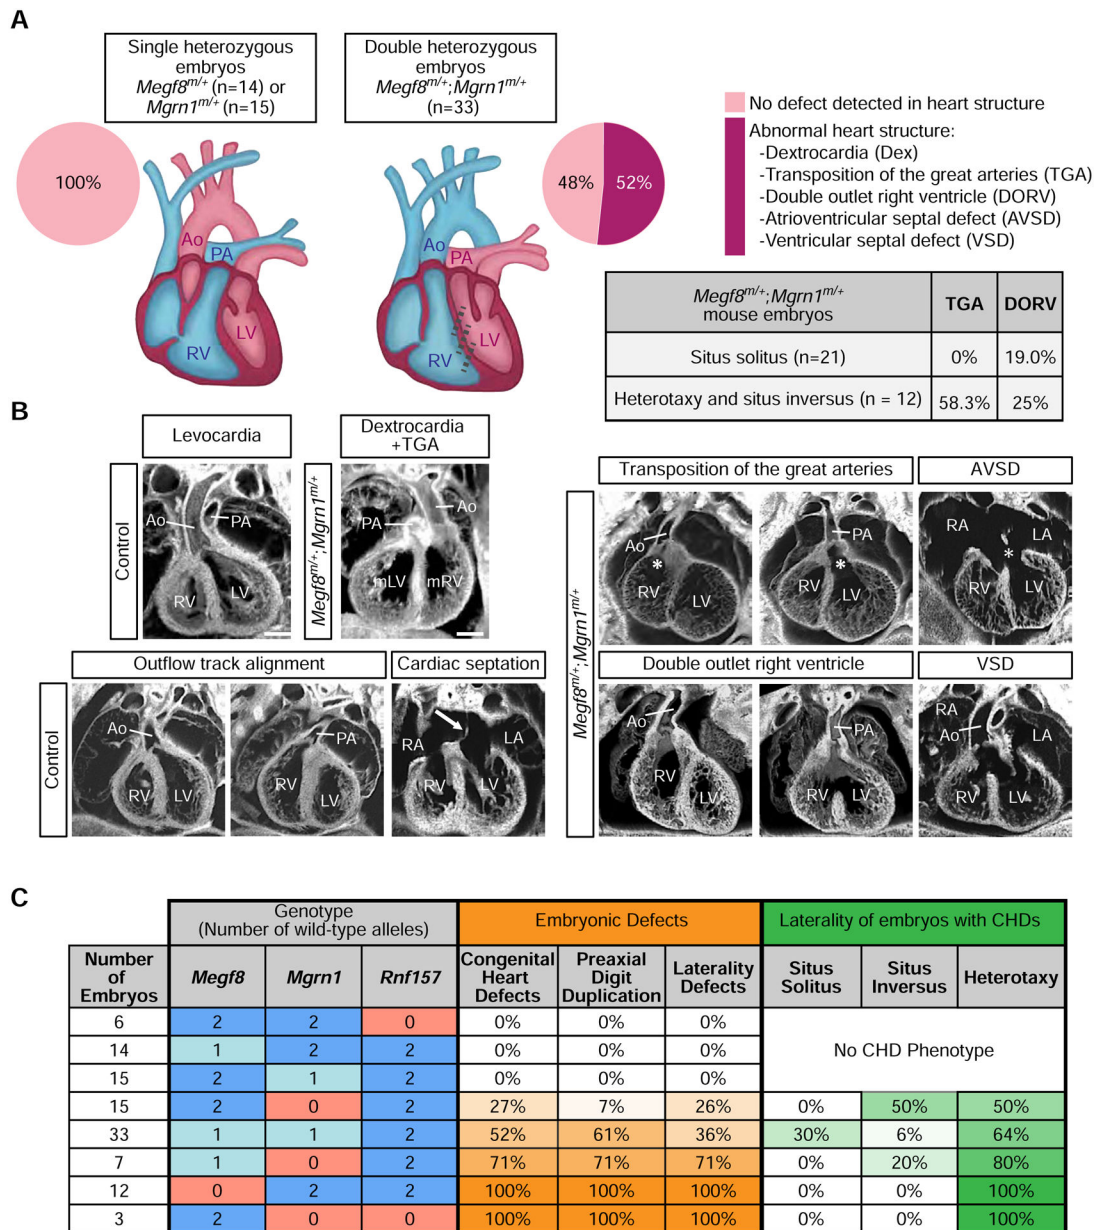 A
Single heterozygous
embryos
Megf8m/+ (n=14) or
Mgrn1m/+ (n=15)
Double heterozygous
embryos
Megf8m/+;Mgrn1m/+
(n=33)
100%
48%
52%
No defect detected in heart structure
Abnormal heart structure:
-Dextrocardia (Dex)
-Transposition of the great arteries (TGA)
-Double outlet right ventricle (DORV)
-Atrioventricular septal defect (AVSD)
-Ventricular septal defect (VSD)
Ao
PA
LV
RV
Ao
PA
LV
RV
Megf8m/+;Mgrn1m/+
mouse embryos
TGA
DORV
Situs solitus (n=21)
0%
19.0%
Heterotaxy and situs inversus (n = 12)
58.3%
25%
B
Levocardia
Dextrocardia
+TGA
Control
Ao
PA
RV
LV
Megf8m/+;Mgrn1m/+
PA
Ao
mLV
mRV
Outflow track alignment
Cardiac septation
Control
Ao
RV
LV
PA
RV
LV
RA
LA
RV
LV
Megf8m/+;Mgrn1m/+
Transposition of the great arteries
AVSD
Ao
*
RV
LV
PA
*
RV
LV
RA
LA
*
RV
LV
Double outlet right ventricle
VSD
Ao
RV
LV
PA
RV
LV
RA
Ao
LA
RV
LV
C
Genotype
(Number of wild-type alleles)
Embryonic Defects
Laterality of embryos with CHDs
Number
of
Embryos
Megf8
Mgrn1
Rnf157
Congenital
Heart
Defects
Preaxial
Digit
Duplication
Laterality
Defects
Situs
Solitus
Situs
Inversus
Heterotaxy
6 2 2 0 0% 0% 0%
14 1 2 2 0% 0% 0%
15 2 1 2 0% 0% 0%
No CHD Phenotype
15 2 0 2 27% 7% 26% 0% 50% 50%
33 1 1 2 52% 61% 36% 30% 6% 64%
7 1 0 2 71% 71% 71% 0% 20% 80%
12 0 2 2 100% 100% 100% 0% 0% 100%
3 2 0 0 100% 100% 100% 0% 0% 100%